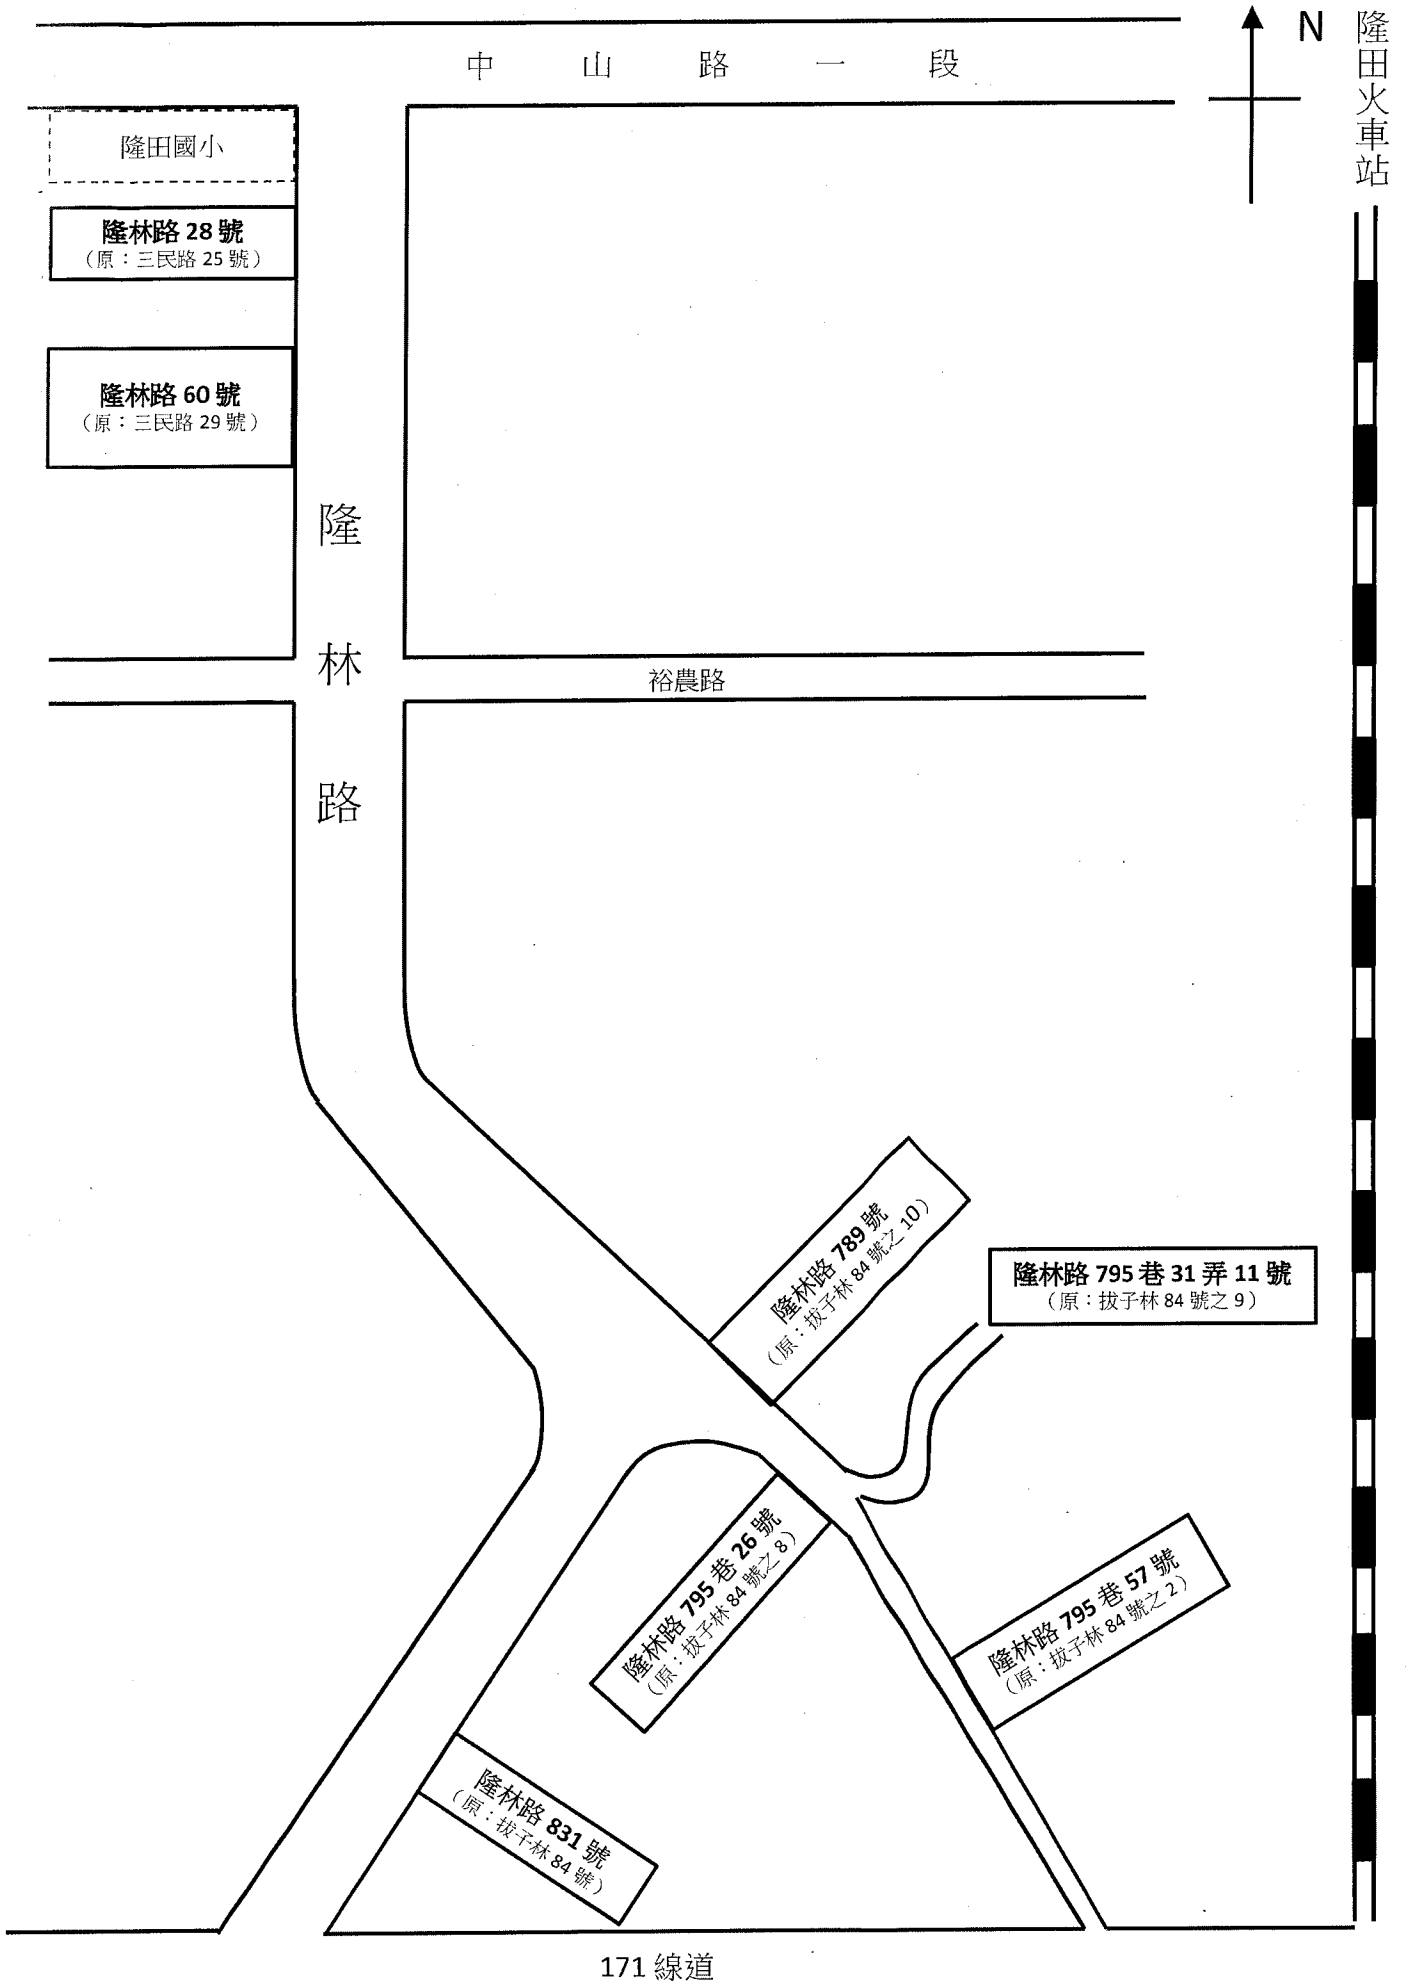 中山路一段
N
隆田火車站
隆田國小
隆林路 28 號
（原：三民路 25 號）
隆林路 60 號
（原：三民路 29 號）
隆林路
裕農路
隆林路 789 號
（原：拔子林 84 號之 10）
隆林路 795 巷 31 弄 11 號
（原：拔子林 84 號之 9）
隆林路 795 巷 26 號
（原：拔子林 84 號之 8）
隆林路 795 巷 57 號
（原：拔子林 84 號之 2）
隆林路 831 號
（原：拔子林 84 號）
171 線道